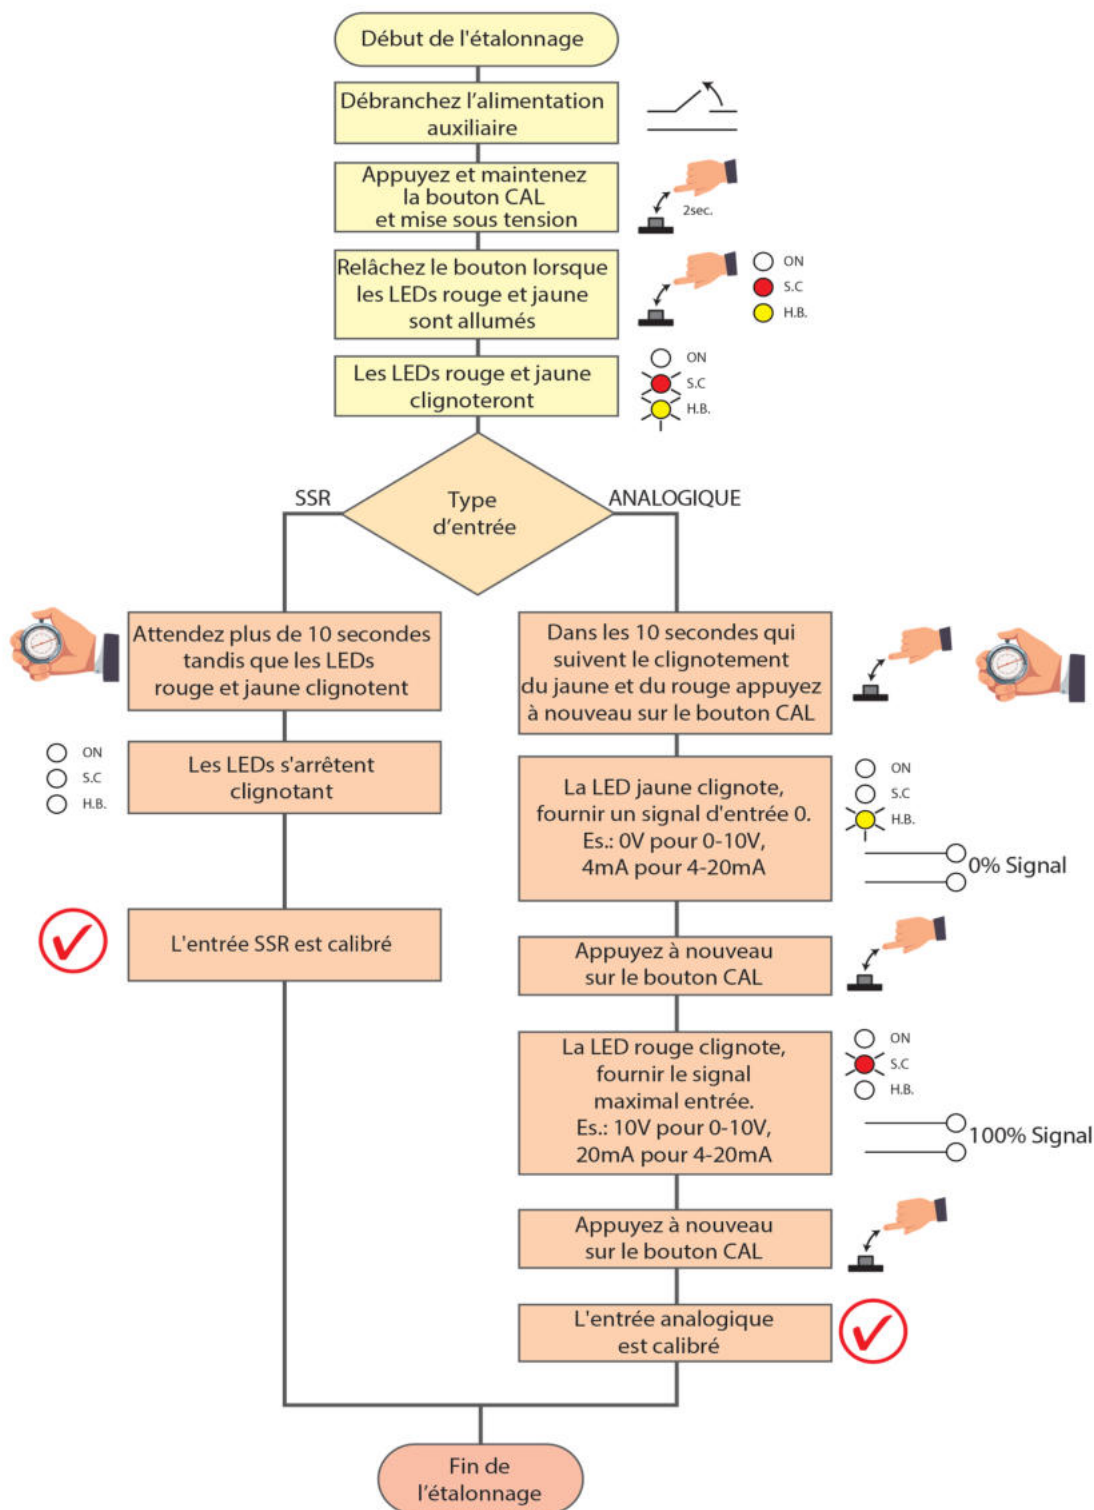 Début de l'étalonnage
Débranchez l'alimentation
auxiliaire
Appuyez et maintenez
la bouton CAL
et mise sous tension
2sec.
Relâchez le bouton lorsque
les LEDs rouge et jaune
sont allumés
ON
S.C
H.B.
Les LEDs rouge et jaune
clignoteront
ON
S.C
H.B.
SSR
Type
d'entrée
ANALOGIQUE
Attendez plus de 10 secondes
tandis que les LEDs
rouge et jaune clignotent
ON
S.C
H.B.
Les LEDs s'arrêtent
clignotant
L'entrée SSR est calibré
Dans les 10 secondes qui
suivent le clignotement
du jaune et du rouge appuyez
à nouveau sur le bouton CAL
La LED jaune clignote,
fournir un signal d'entrée 0.
Es.: 0V pour 0-10V,
4mA pour 4-20mA
ON
S.C
H.B.
0% Signal
Appuyez à nouveau
sur le bouton CAL
La LED rouge clignote,
fournir le signal
maximal entrée.
Es.: 10V pour 0-10V,
20mA pour 4-20mA
ON
S.C
H.B.
100% Signal
Appuyez à nouveau
sur le bouton CAL
L'entrée analogique
est calibré
Fin de
l'étalonnage